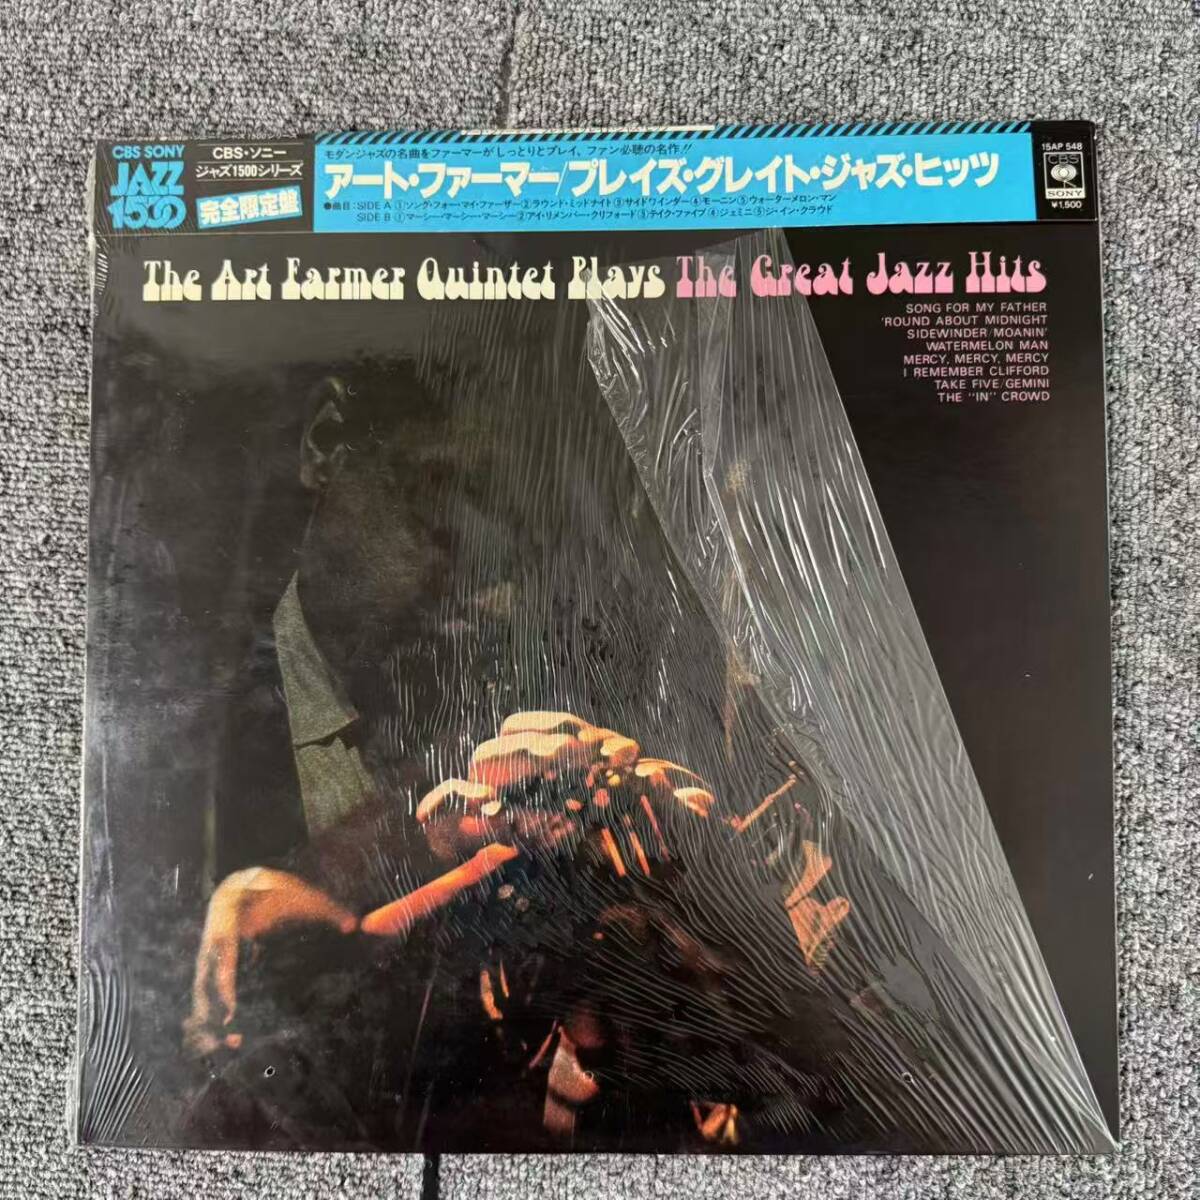 CBS SONY
JAZZ
1500
CBS・ソニー
ジャズ1500シリーズ
完全限定盤
モダンジャズの名曲をファーマーがしっとりとプレイ、ファン必聴の名作!!
アート・ファーマー/プレイズ・グレイト・ジャズ・ヒッツ
●曲目:SIDE A ①ソング・フォー・マイ・ファーザー②ラウンド・ミッドナイト③サイドワインダー④モーニン⑤ウォーターメロン・マン
SIDE B ①マーシー・マーシー・マーシー②アイ・リメンバー・クリフォード③テイク・ファイブ④ジェミニ⑤ジ・イン・クラウド
15AP 548
CBS
SONY
¥1,500
The Art Farmer Quintet Plays The Great Jazz Hits
SONG FOR MY FATHER
'ROUND ABOUT MIDNIGHT
SIDEWINDER/MOANIN'
WATERMELON MAN
MERCY, MERCY, MERCY
I REMEMBER CLIFFORD
TAKE FIVE/GEMINI
THE "IN" CROWD